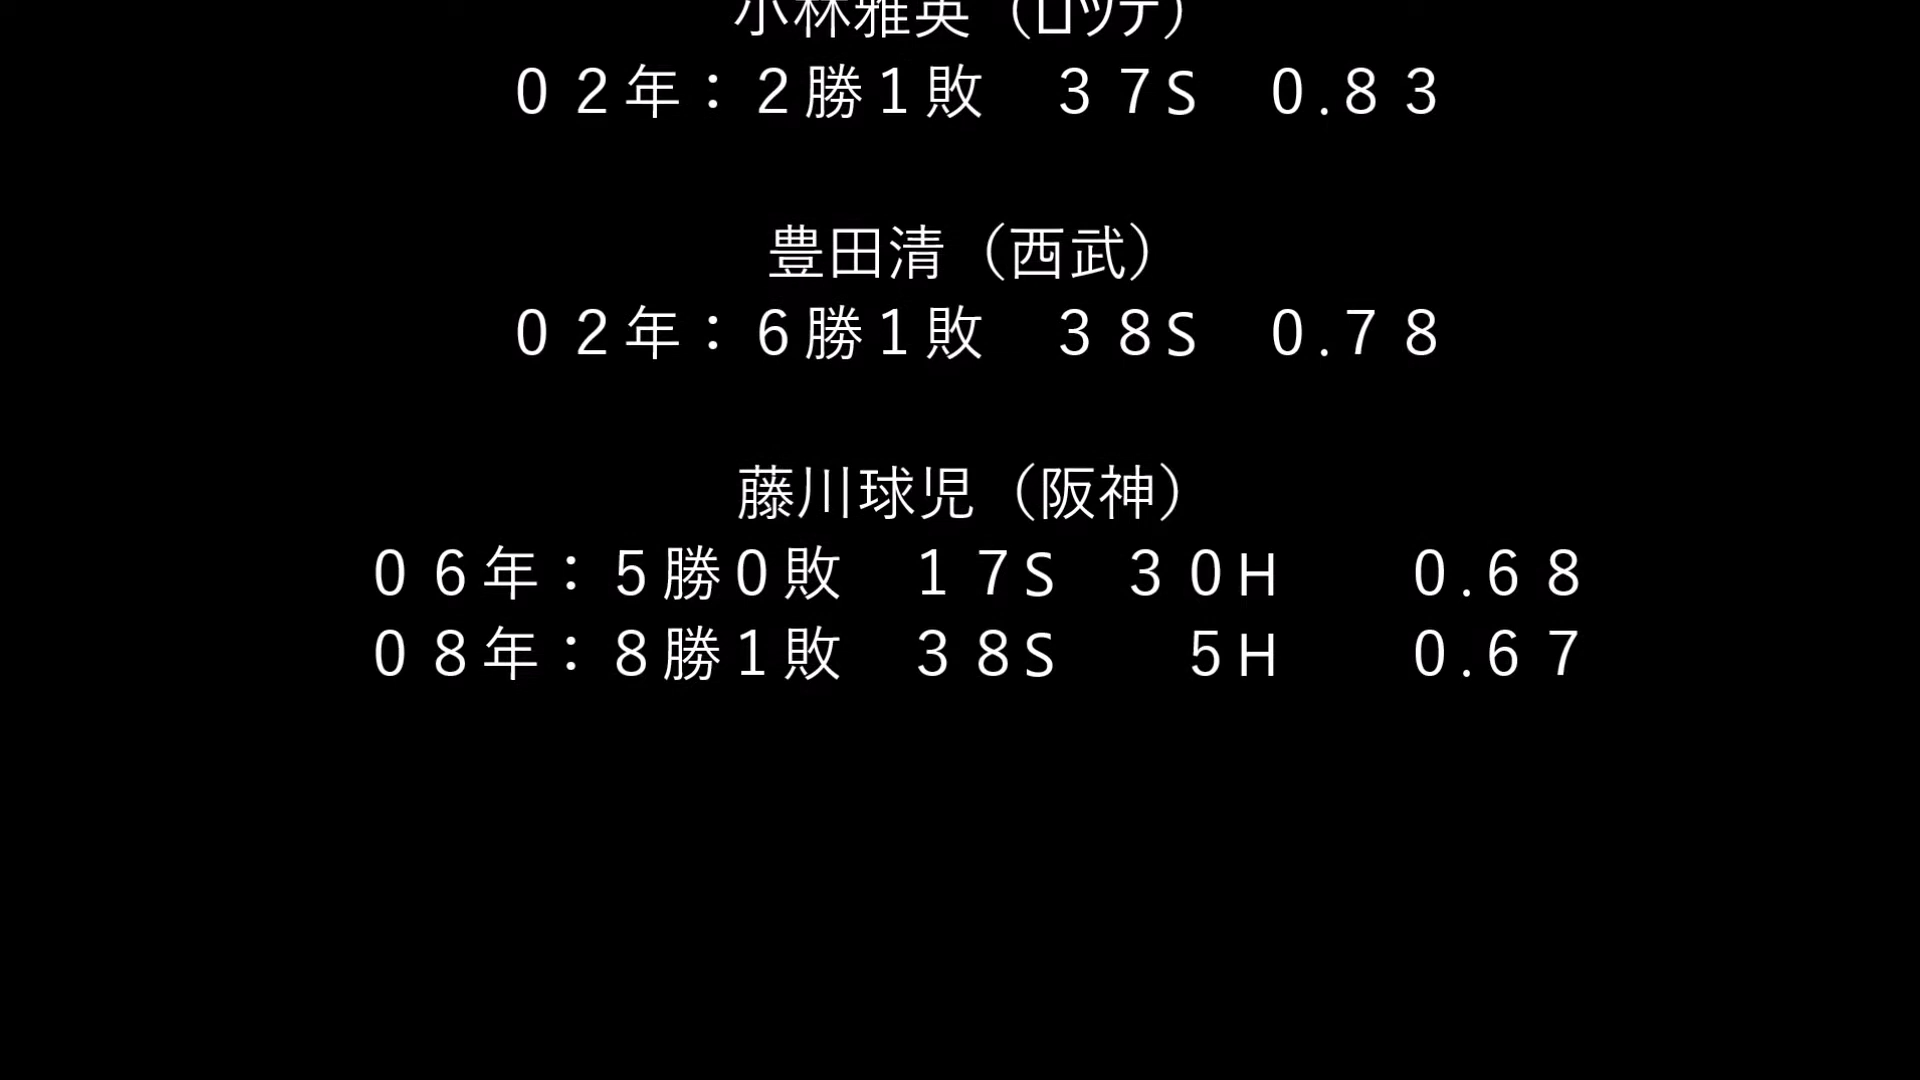 小林雅英（ロッテ）
０２年：２勝１敗　３７S　０.８３
豊田清（西武）
０２年：６勝１敗　３８S　０.７８
藤川球児（阪神）
０６年：５勝０敗　１７S　３０H　　０.６８
０８年：８勝１敗　３８S　　５H　　０.６７